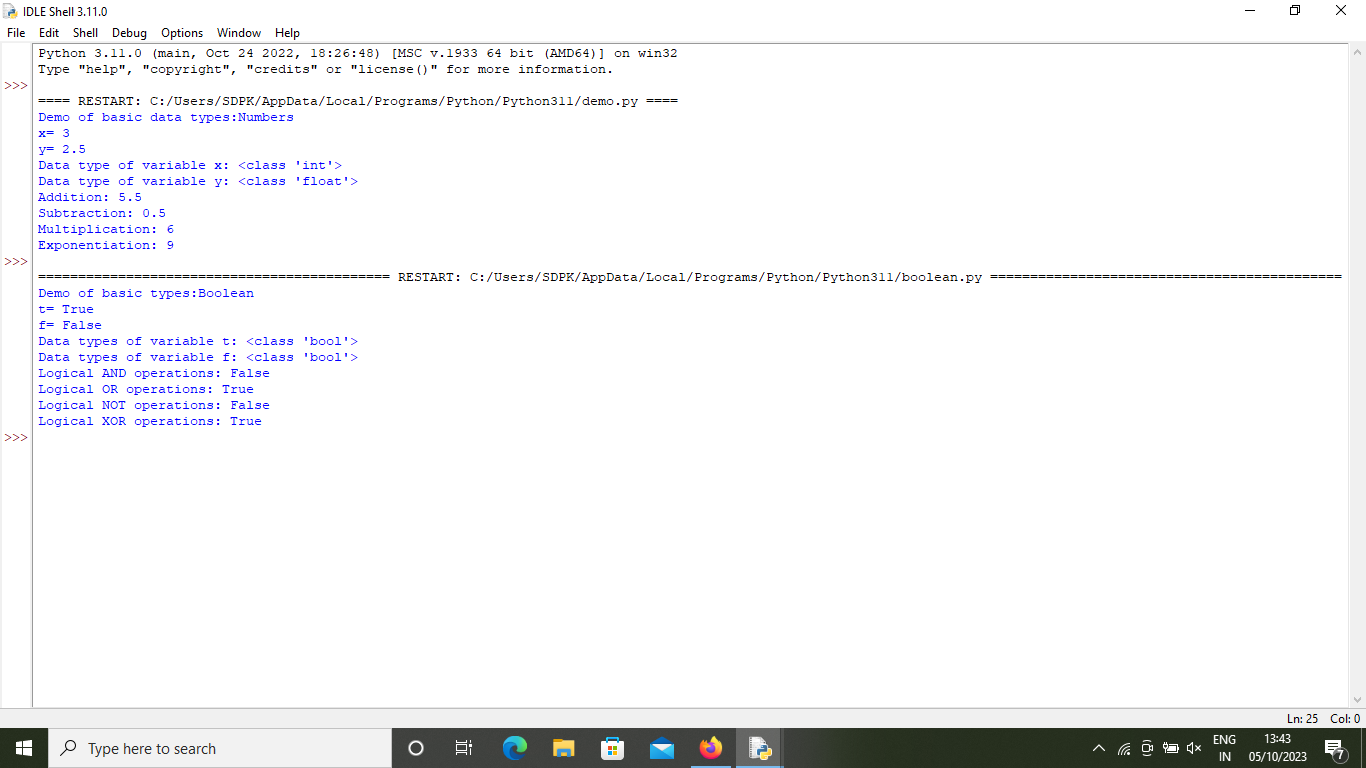 IDLE Shell 3.11.0
File Edit Shell Debug Options Window Help
Python 3.11.0 (main, Oct 24 2022, 18:26:48) [MSC v.1933 64 bit (AMD64)] on win32
Type "help", "copyright", "credits" or "license()" for more information.
>>>
==== RESTART: C:/Users/SDPK/AppData/Local/Programs/Python/Python311/demo.py ====
Demo of basic data types:Numbers
x= 3
y= 2.5
Data type of variable x: <class 'int'>
Data type of variable y: <class 'float'>
Addition: 5.5
Subtraction: 0.5
Multiplication: 6
Exponentiation: 9
>>>
============================================ RESTART: C:/Users/SDPK/AppData/Local/Programs/Python/Python311/boolean.py ============================================
Demo of basic types:Boolean
t= True
f= False
Data types of variable t: <class 'bool'>
Data types of variable f: <class 'bool'>
Logical AND operations: False
Logical OR operations: True
Logical NOT operations: False
Logical XOR operations: True
>>>
Ln: 25 Col: 0
Type here to search
ENG 13:43
IN 05/10/2023 7